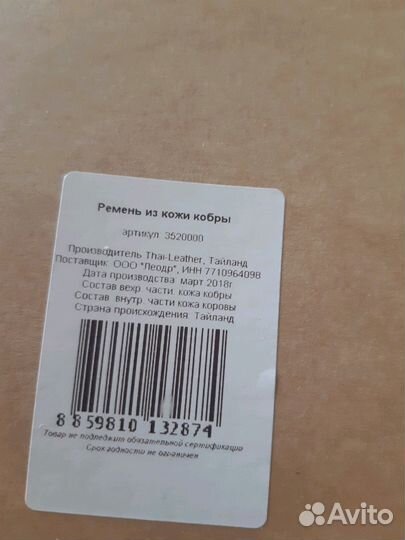 Ремень из кожи кобры
артикул 3520000
Производитель Thai-Leather, Тайланд
Поставщик ООО "Леодр", ИНН 7710964098
Дата производства март 2018г
Состав вехр. части. кожа кобры
Состав внутр. части кожа коровы
Страна происхождения. Тайланд
8 859810 132874
Товар не подледит обязательной сертификации
Срок годности не ограничен
Avito